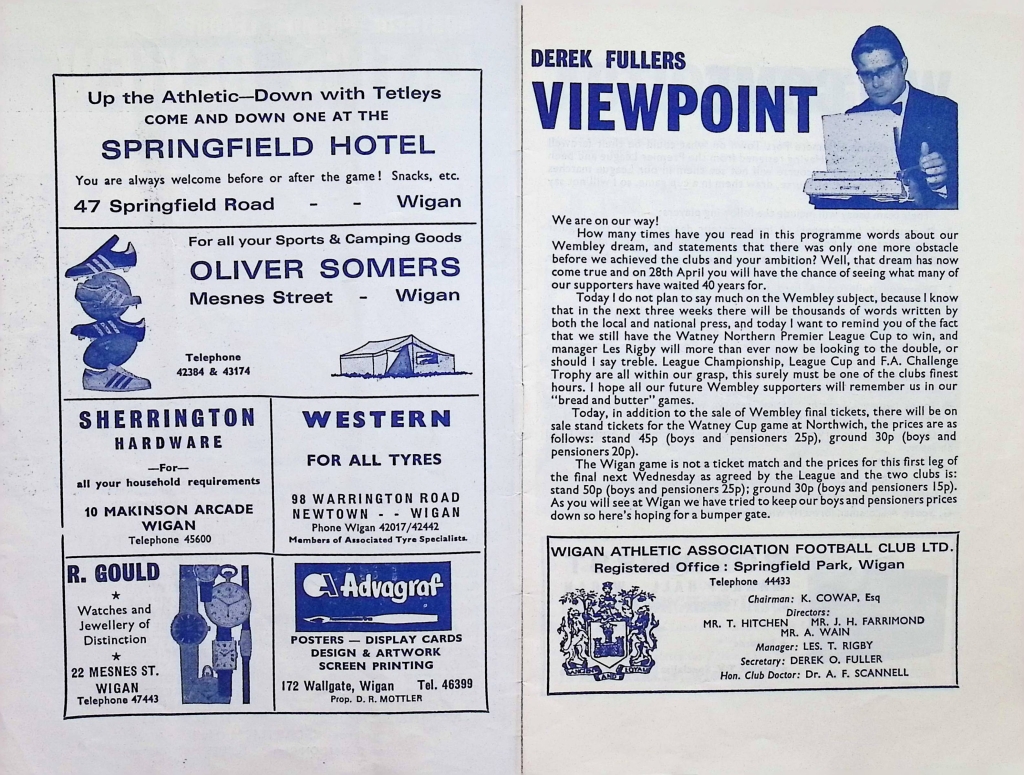 Up the Athletic—Down with Tetleys
COME AND DOWN ONE AT THE
SPRINGFIELD HOTEL
You are always welcome before or after the game! Snacks, etc.
47 Springfield Road - - Wigan
For all your Sports & Camping Goods
OLIVER SOMERS
Mesnes Street - Wigan
Telephone
42384 & 43174
SHERRINGTON
HARDWARE
—For—
all your household requirements
10 MAKINSON ARCADE
WIGAN
Telephone 45600
WESTERN
FOR ALL TYRES
98 WARRINGTON ROAD
NEWTOWN - - WIGAN
Phone Wigan 42017/42442
Members of Associated Tyre Specialists.
R. GOULD
★
Watches and
Jewellery of
Distinction
★
22 MESNES ST.
WIGAN
Telephone 47443
Advagraf
POSTERS — DISPLAY CARDS
DESIGN & ARTWORK
SCREEN PRINTING
172 Wallgate, Wigan Tel. 46399
Prop. D. R. MOTTLER
DEREK FULLERS
VIEWPOINT
We are on our way!
How many times have you read in this programme words about our
Wembley dream, and statements that there was only one more obstacle
before we achieved the clubs and your ambition? Well, that dream has now
come true and on 28th April you will have the chance of seeing what many of
our supporters have waited 40 years for.
Today I do not plan to say much on the Wembley subject, because I know
that in the next three weeks there will be thousands of words written by
both the local and national press, and today I want to remind you of the fact
that we still have the Watney Northern Premier League Cup to win, and
manager Les Rigby will more than ever now be looking to the double, or
should I say treble. League Championship, League Cup and F.A. Challenge
Trophy are all within our grasp, this surely must be one of the clubs finest
hours. I hope all our future Wembley supporters will remember us in our
"bread and butter" games.
Today, in addition to the sale of Wembley final tickets, there will be on
sale stand tickets for the Watney Cup game at Northwich, the prices are as
follows: stand 45p (boys and pensioners 25p), ground 30p (boys and
pensioners 20p).
The Wigan game is not a ticket match and the prices for this first leg of
the final next Wednesday as agreed by the League and the two clubs is:
stand 50p (boys and pensioners 25p); ground 30p (boys and pensioners 15p).
As you will see at Wigan we have tried to keep our boys and pensioners prices
down so here's hoping for a bumper gate.
WIGAN ATHLETIC ASSOCIATION FOOTBALL CLUB LTD.
Registered Office : Springfield Park, Wigan
Telephone 44433
Chairman: K. COWAP, Esq
Directors:
MR. T. HITCHEN MR. J. H. FARRIMOND
MR. A. WAIN
Manager: LES. T. RIGBY
Secretary: DEREK O. FULLER
Hon. Club Doctor: Dr. A. F. SCANNELL
ANCIENT AND LOYAL